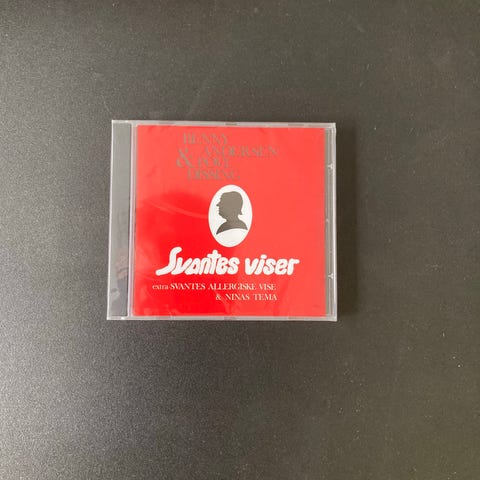 BENNY
ANDERSEN
& POVL
DISSING
Svantes viser
extra SVANTES ALLERGISKE VISE
& NINAS TEMA